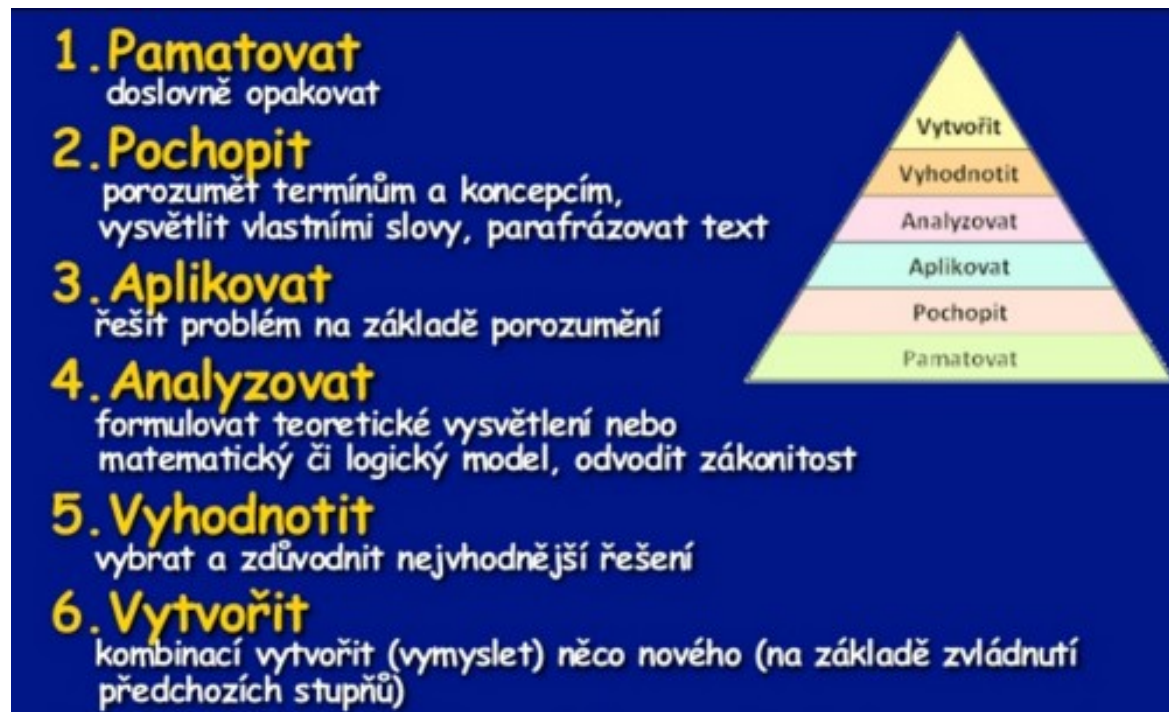 1. Pamatovat
doslovně opakovat
2. Pochopit
porozumět termínům a koncepcím,
vysvětlit vlastními slovy, parafrázovat text
3. Aplikovat
řešit problém na základě porozumění
4. Analyzovat
formulovat teoretické vysvětlení nebo
matematický či logický model, odvodit zákonitost
5. Vyhodnotit
vybrat a zdůvodnit nejvhodnější řešení
6. Vytvořit
kombinací vytvořit (vymyslet) něco nového (na základě zvládnutí
předchozích stupňů)
Vytvořit
Vyhodnotit
Analyzovat
Aplikovat
Pochopit
Pamatovat